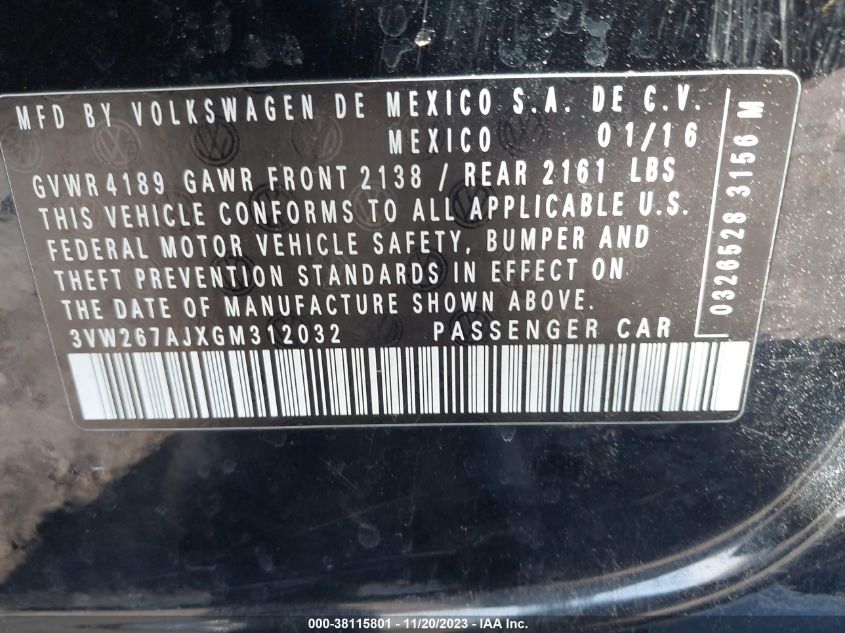 MFD BY VOLKSWAGEN DE MEXICO S.A. DE C.V.
MEXICO 01/16
GVWR 4189 GAWR FRONT 2138 / REAR 2161 LBS
THIS VEHICLE CONFORMS TO ALL APPLICABLE U.S.
FEDERAL MOTOR VEHICLE SAFETY, BUMPER AND
THEFT PREVENTION STANDARDS IN EFFECT ON
THE DATE OF MANUFACTURE SHOWN ABOVE.
3VW267AJXGM312032 PASSENGER CAR
0326528 3156 M
000-38115801 - 11/20/2023 - IAA Inc.